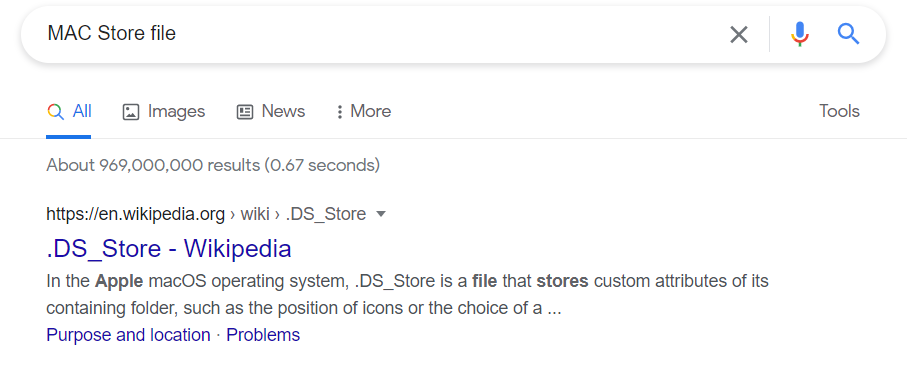 MAC Store file
All Images News More Tools
About 969,000,000 results (0.67 seconds)
https://en.wikipedia.org › wiki › .DS_Store
.DS_Store - Wikipedia
In the Apple macOS operating system, .DS_Store is a file that stores custom attributes of its
containing folder, such as the position of icons or the choice of a ...
Purpose and location · Problems